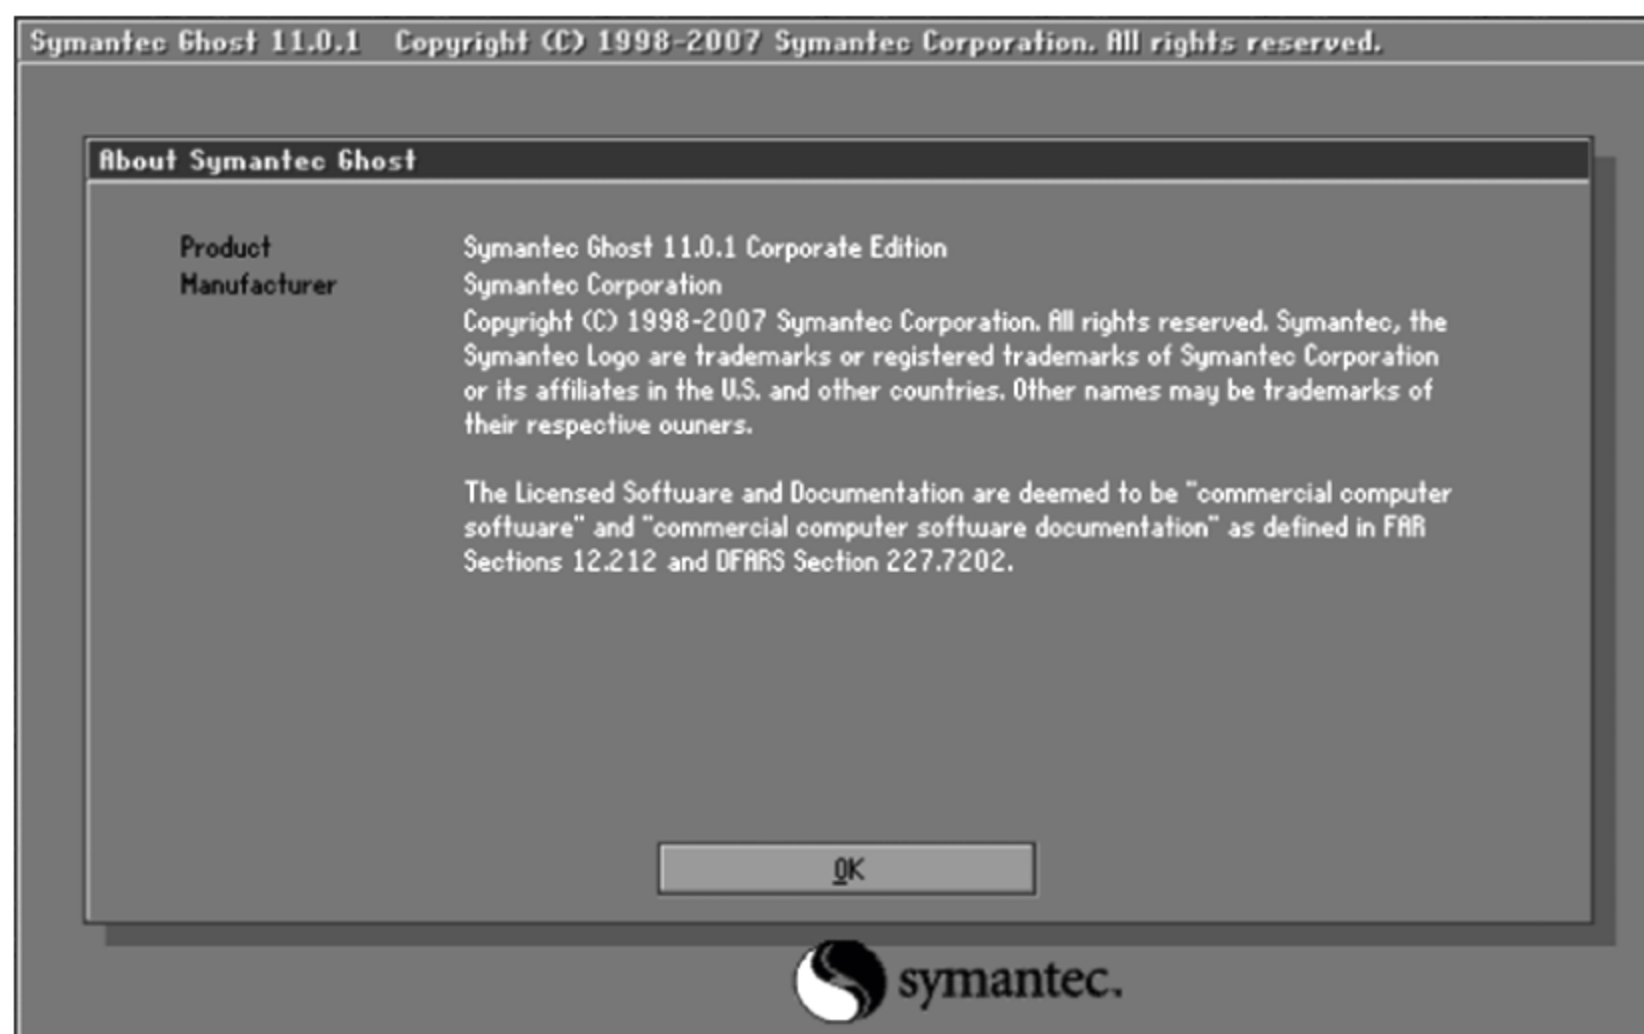 Symantec Ghost 11.0.1   Copyright (C) 1998-2007 Symantec Corporation. All rights reserved.
About Symantec Ghost
Product Symantec Ghost 11.0.1 Corporate Edition
Manufacturer Symantec Corporation
Copyright (C) 1998-2007 Symantec Corporation. All rights reserved. Symantec, the
Symantec Logo are trademarks or registered trademarks of Symantec Corporation
or its affiliates in the U.S. and other countries. Other names may be trademarks of
their respective owners.
The Licensed Software and Documentation are deemed to be "commercial computer
software" and "commercial computer software documentation" as defined in FAR
Sections 12.212 and DFARS Section 227.7202.
OK
symantec.